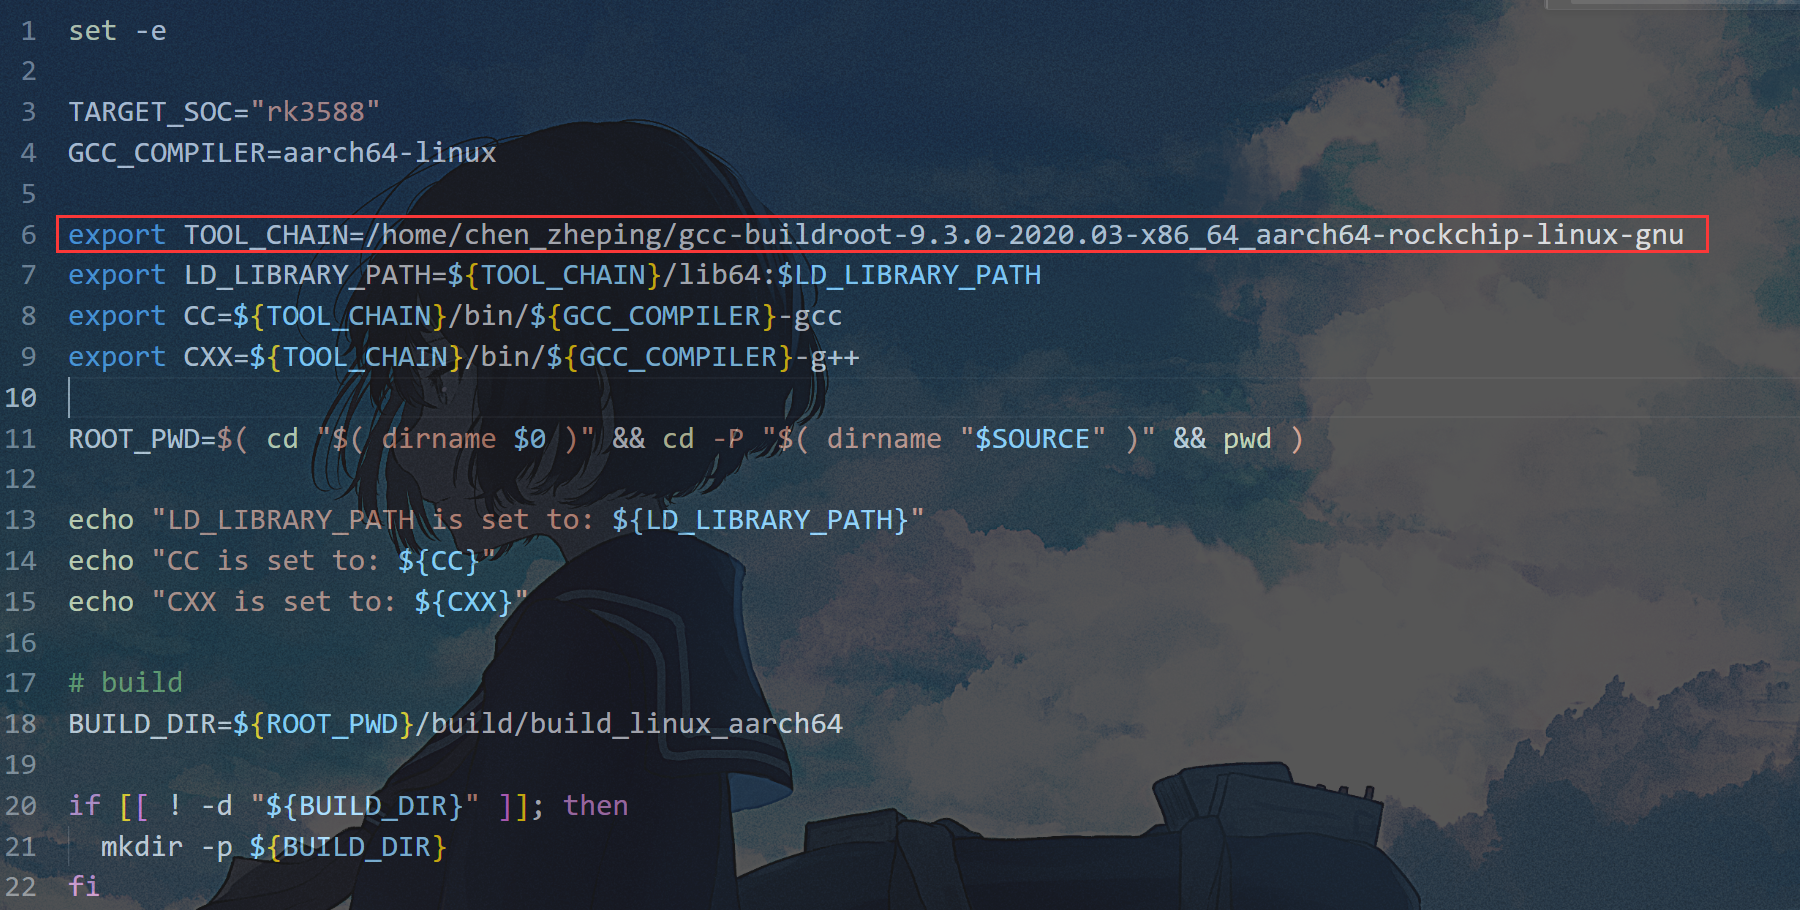 1 set -e
2
3 TARGET_SOC="rk3588"
4 GCC_COMPILER=aarch64-linux
5
6 export TOOL_CHAIN=/home/chen_zheping/gcc-buildroot-9.3.0-2020.03-x86_64_aarch64-rockchip-linux-gnu
7 export LD_LIBRARY_PATH=${TOOL_CHAIN}/lib64:$LD_LIBRARY_PATH
8 export CC=${TOOL_CHAIN}/bin/${GCC_COMPILER}-gcc
9 export CXX=${TOOL_CHAIN}/bin/${GCC_COMPILER}-g++
10
11 ROOT_PWD=$( cd "$( dirname $0 )" && cd -P "$( dirname "$SOURCE" )" && pwd )
12
13 echo "LD_LIBRARY_PATH is set to: ${LD_LIBRARY_PATH}"
14 echo "CC is set to: ${CC}"
15 echo "CXX is set to: ${CXX}"
16
17 # build
18 BUILD_DIR=${ROOT_PWD}/build/build_linux_aarch64
19
20 if [[ ! -d "${BUILD_DIR}" ]]; then
21   mkdir -p ${BUILD_DIR}
22 fi